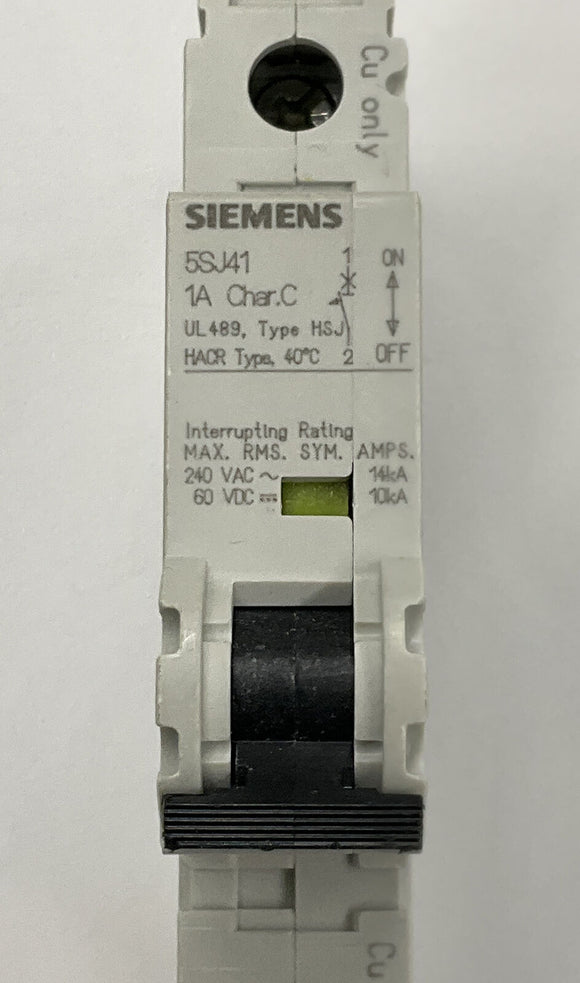 Cu only
SIEMENS
5SJ41 1 ON
1A Char.C
UL489, Type HSJ
HACR Type, 40°C 2 OFF
Interrupting Rating
MAX. RMS. SYM. AMPS.
240 VAC ~ 14kA
60 VDC ⎓ 10kA
Cu